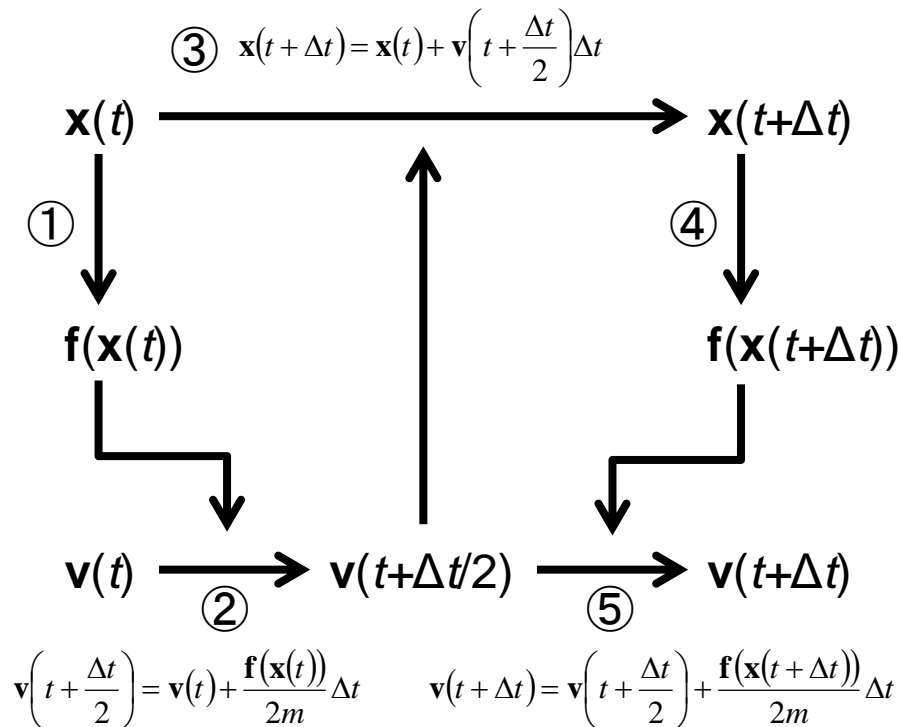 ③ x(t + Δt) = x(t) + v(t + Δt/2)Δt
x(t) x(t+Δt)
① ④
f(x(t)) f(x(t+Δt))
v(t) v(t+Δt/2) v(t+Δt)
② ⑤
v(t + Δt/2) = v(t) + f(x(t))/2m Δt v(t + Δt) = v(t + Δt/2) + f(x(t + Δt))/2m Δt